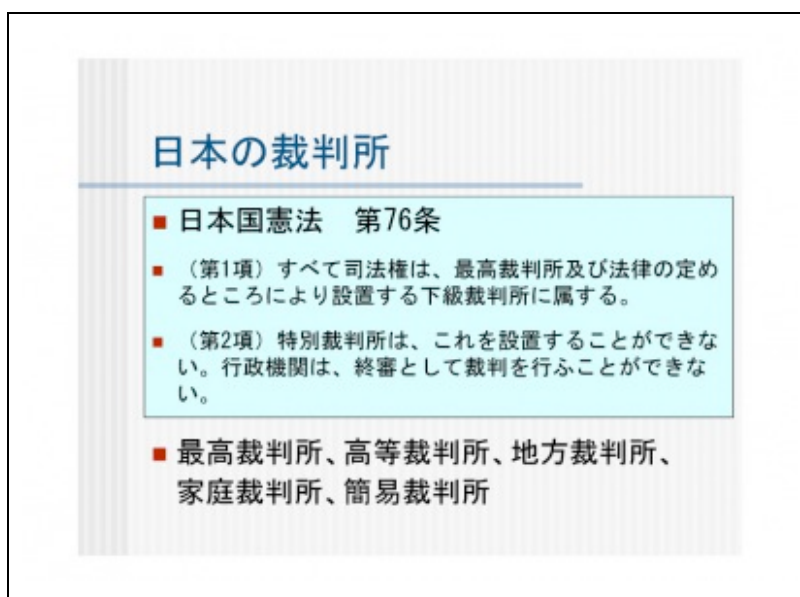 日本の裁判所
■ 日本国憲法　第76条
■ （第1項）すべて司法権は、最高裁判所及び法律の定め
るところにより設置する下級裁判所に属する。
■ （第2項）特別裁判所は、これを設置することができな
い。行政機関は、終審として裁判を行ふことができな
い。
■ 最高裁判所、高等裁判所、地方裁判所、
家庭裁判所、簡易裁判所